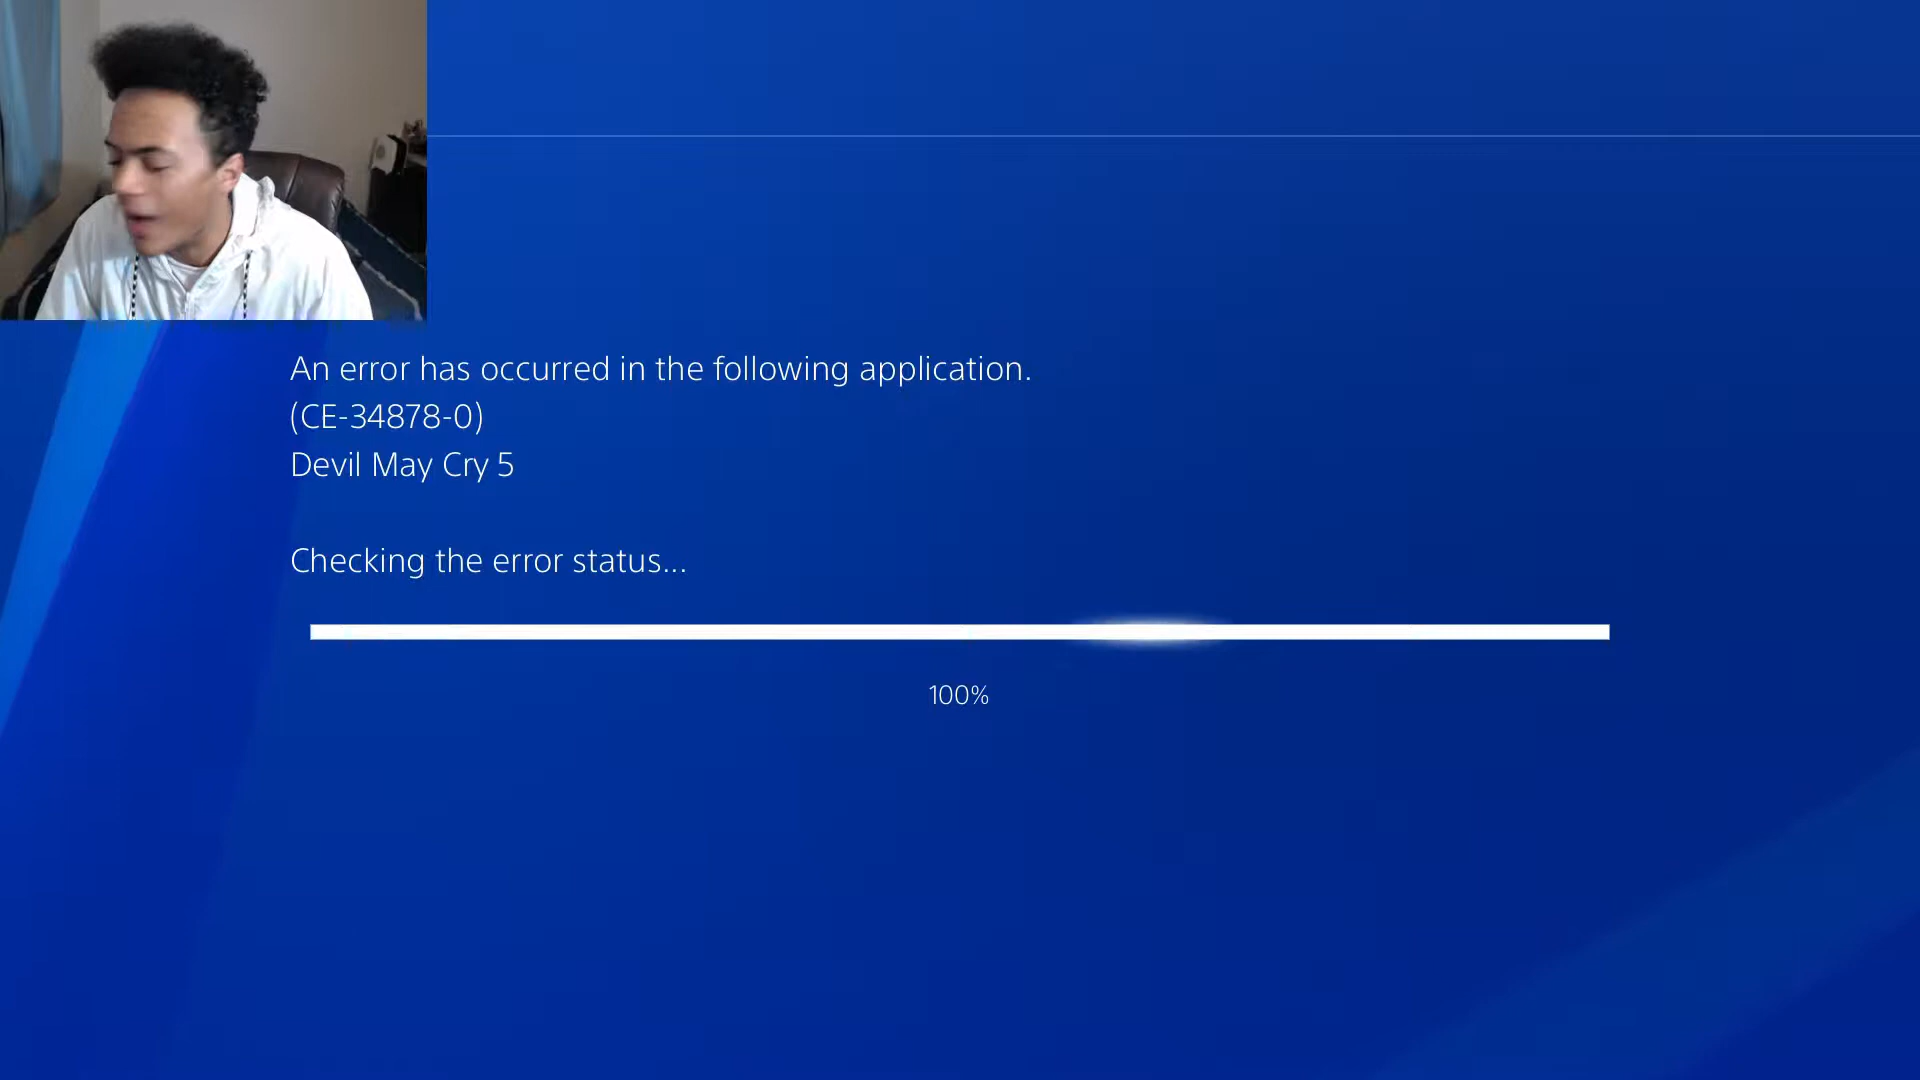 An error has occurred in the following application.
(CE-34878-0)
Devil May Cry 5
Checking the error status...
100%